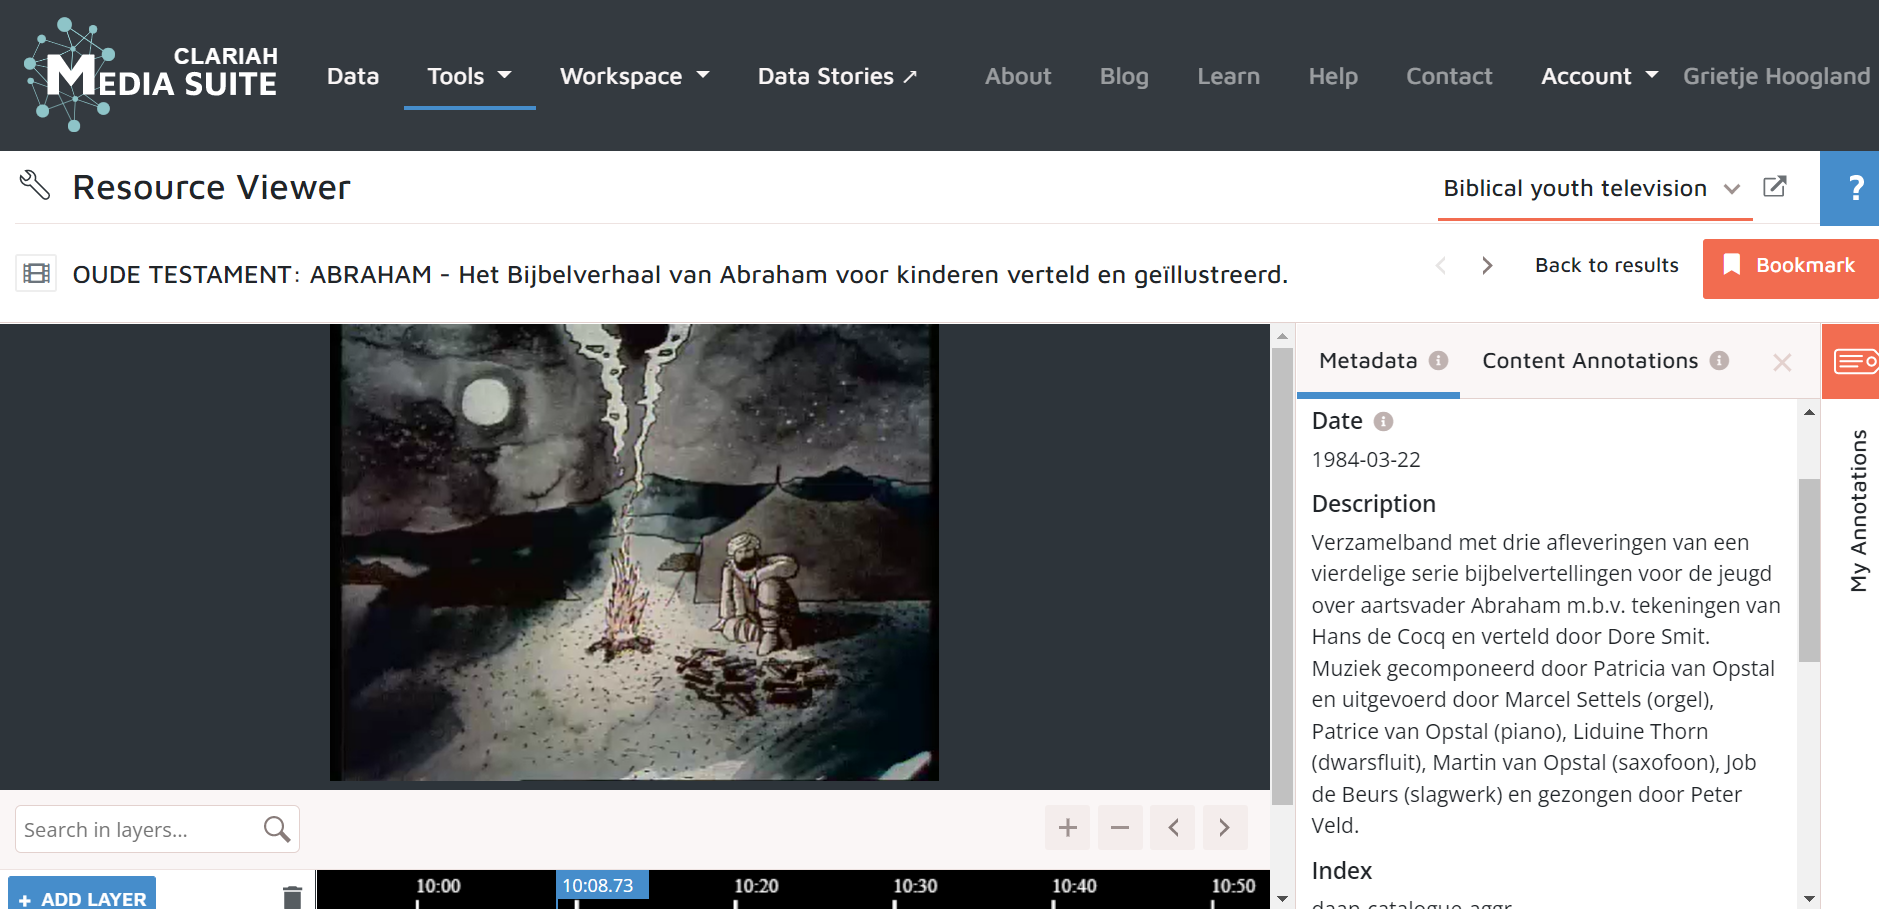 CLARIAH
MEDIA SUITE
Data
Tools
Workspace
Data Stories ↗
About
Blog
Learn
Help
Contact
Account
Grietje Hoogland
Resource Viewer
Biblical youth television
?
OUDE TESTAMENT: ABRAHAM - Het Bijbelverhaal van Abraham voor kinderen verteld en geïllustreerd.
Back to results
Bookmark
Metadata
Content Annotations
My Annotations
Date
1984-03-22
Description
Verzamelband met drie afleveringen van een
vierdelige serie bijbelvertellingen voor de jeugd
over aartsvader Abraham m.b.v. tekeningen van
Hans de Cocq en verteld door Dore Smit.
Muziek gecomponeerd door Patricia van Opstal
en uitgevoerd door Marcel Settels (orgel),
Patrice van Opstal (piano), Liduine Thorn
(dwarsfluit), Martin van Opstal (saxofoon), Job
de Beurs (slagwerk) en gezongen door Peter
Veld.
Index
daan-catalogue-aggr
Search in layers...
+ ADD LAYER
10:00
10:08.73
10:20
10:30
10:40
10:50